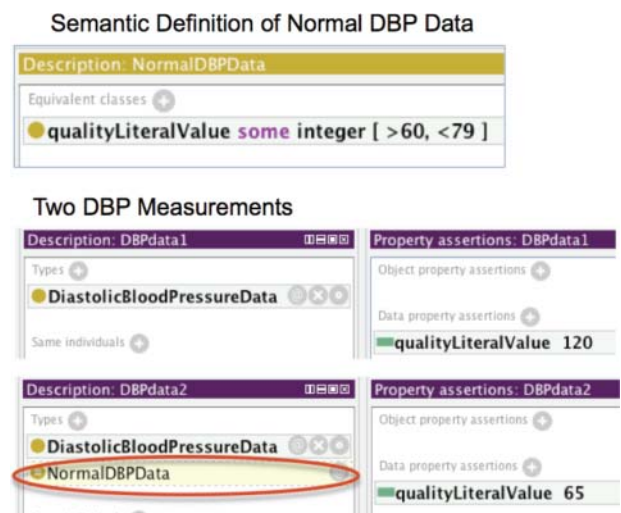 Semantic Definition of Normal DBP Data
Description: NormalDBPData
Equivalent classes
qualityLiteralValue some integer [ >60, <79 ]
Two DBP Measurements
Description: DBPdata1
Types
DiastolicBloodPressureData
Same individuals
Property assertions: DBPdata1
Object property assertions
Data property assertions
qualityLiteralValue 120
Description: DBPdata2
Types
DiastolicBloodPressureData
NormalDBPData
Property assertions: DBPdata2
Object property assertions
Data property assertions
qualityLiteralValue 65